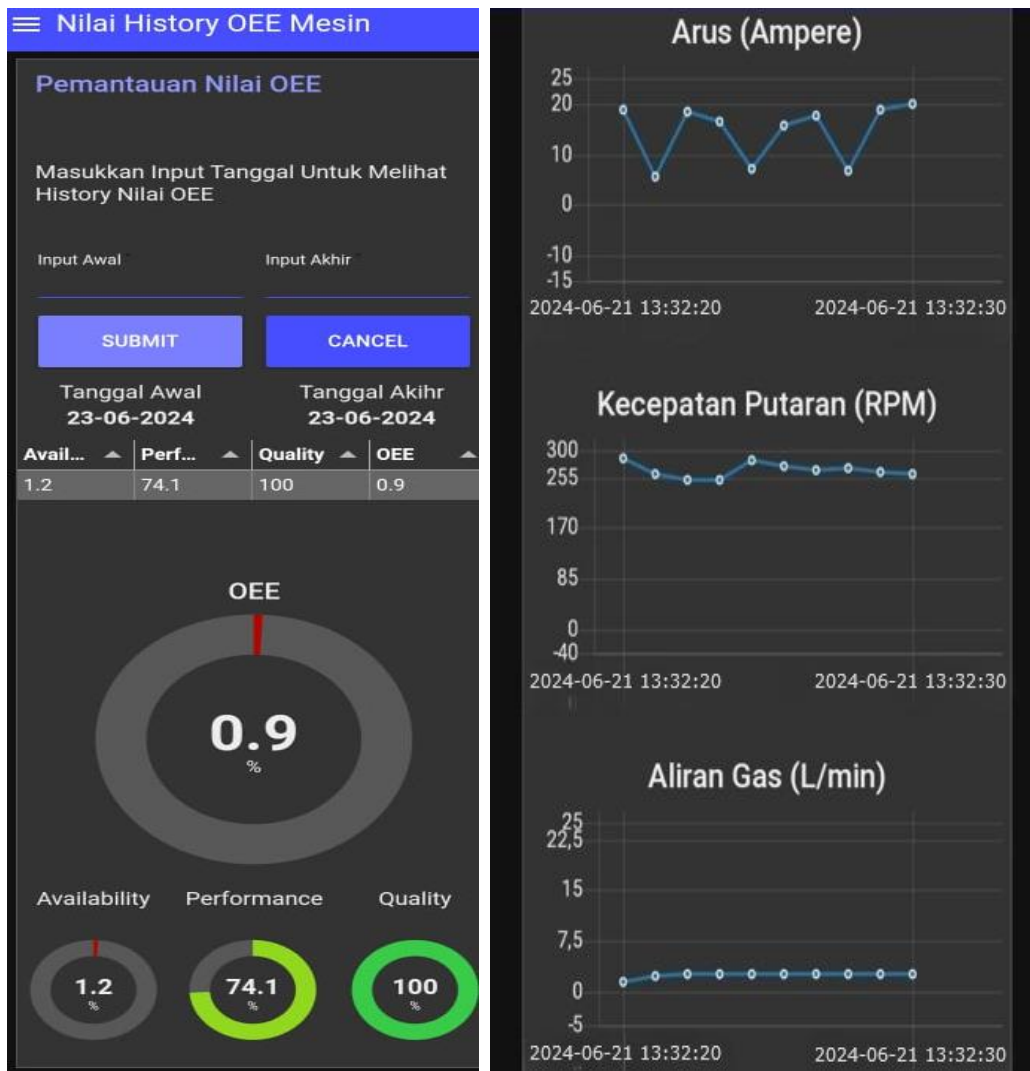 Nilai History OEE Mesin
Pemantauan Nilai OEE
Masukkan Input Tanggal Untuk Melihat
History Nilai OEE
Input Awal
Input Akhir
SUBMIT
CANCEL
Tanggal Awal
Tanggal Akihr
23-06-2024
23-06-2024
Avail...
Perf...
Quality
OEE
1.2
74.1
100
0.9
OEE
0.9
%
Availability
Performance
Quality
1.2
%
74.1
%
100
%
Arus (Ampere)
25
20
10
0
-10
-15
2024-06-21 13:32:20
2024-06-21 13:32:30
Kecepatan Putaran (RPM)
300
255
170
85
0
-40
2024-06-21 13:32:20
2024-06-21 13:32:30
Aliran Gas (L/min)
25
22,5
15
7,5
0
-5
2024-06-21 13:32:20
2024-06-21 13:32:30